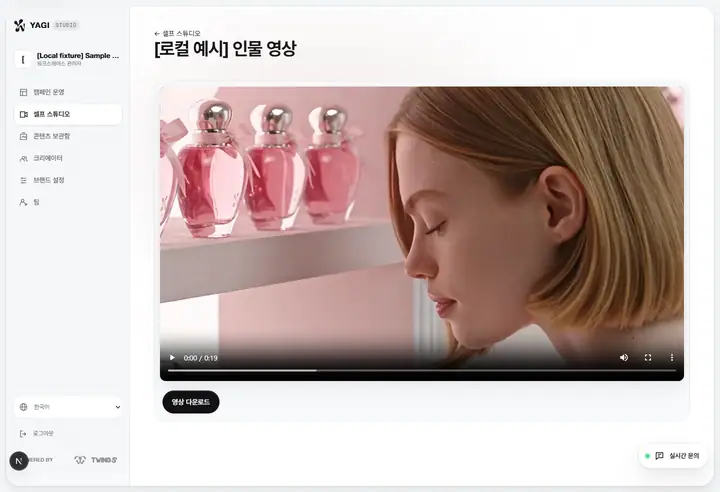 YAGI STUDIO
[
[Local fixture] Sample ...
워크스페이스 관리자
캠페인 운영
셀프 스튜디오
콘텐츠 보관함
크리에이터
브랜드 설정
팀
한국어
로그아웃
N
ERED BY
TWINGS
← 셀프 스튜디오
[로컬 예시] 인물 영상
0:00 / 0:19
영상 다운로드
실시간 문의